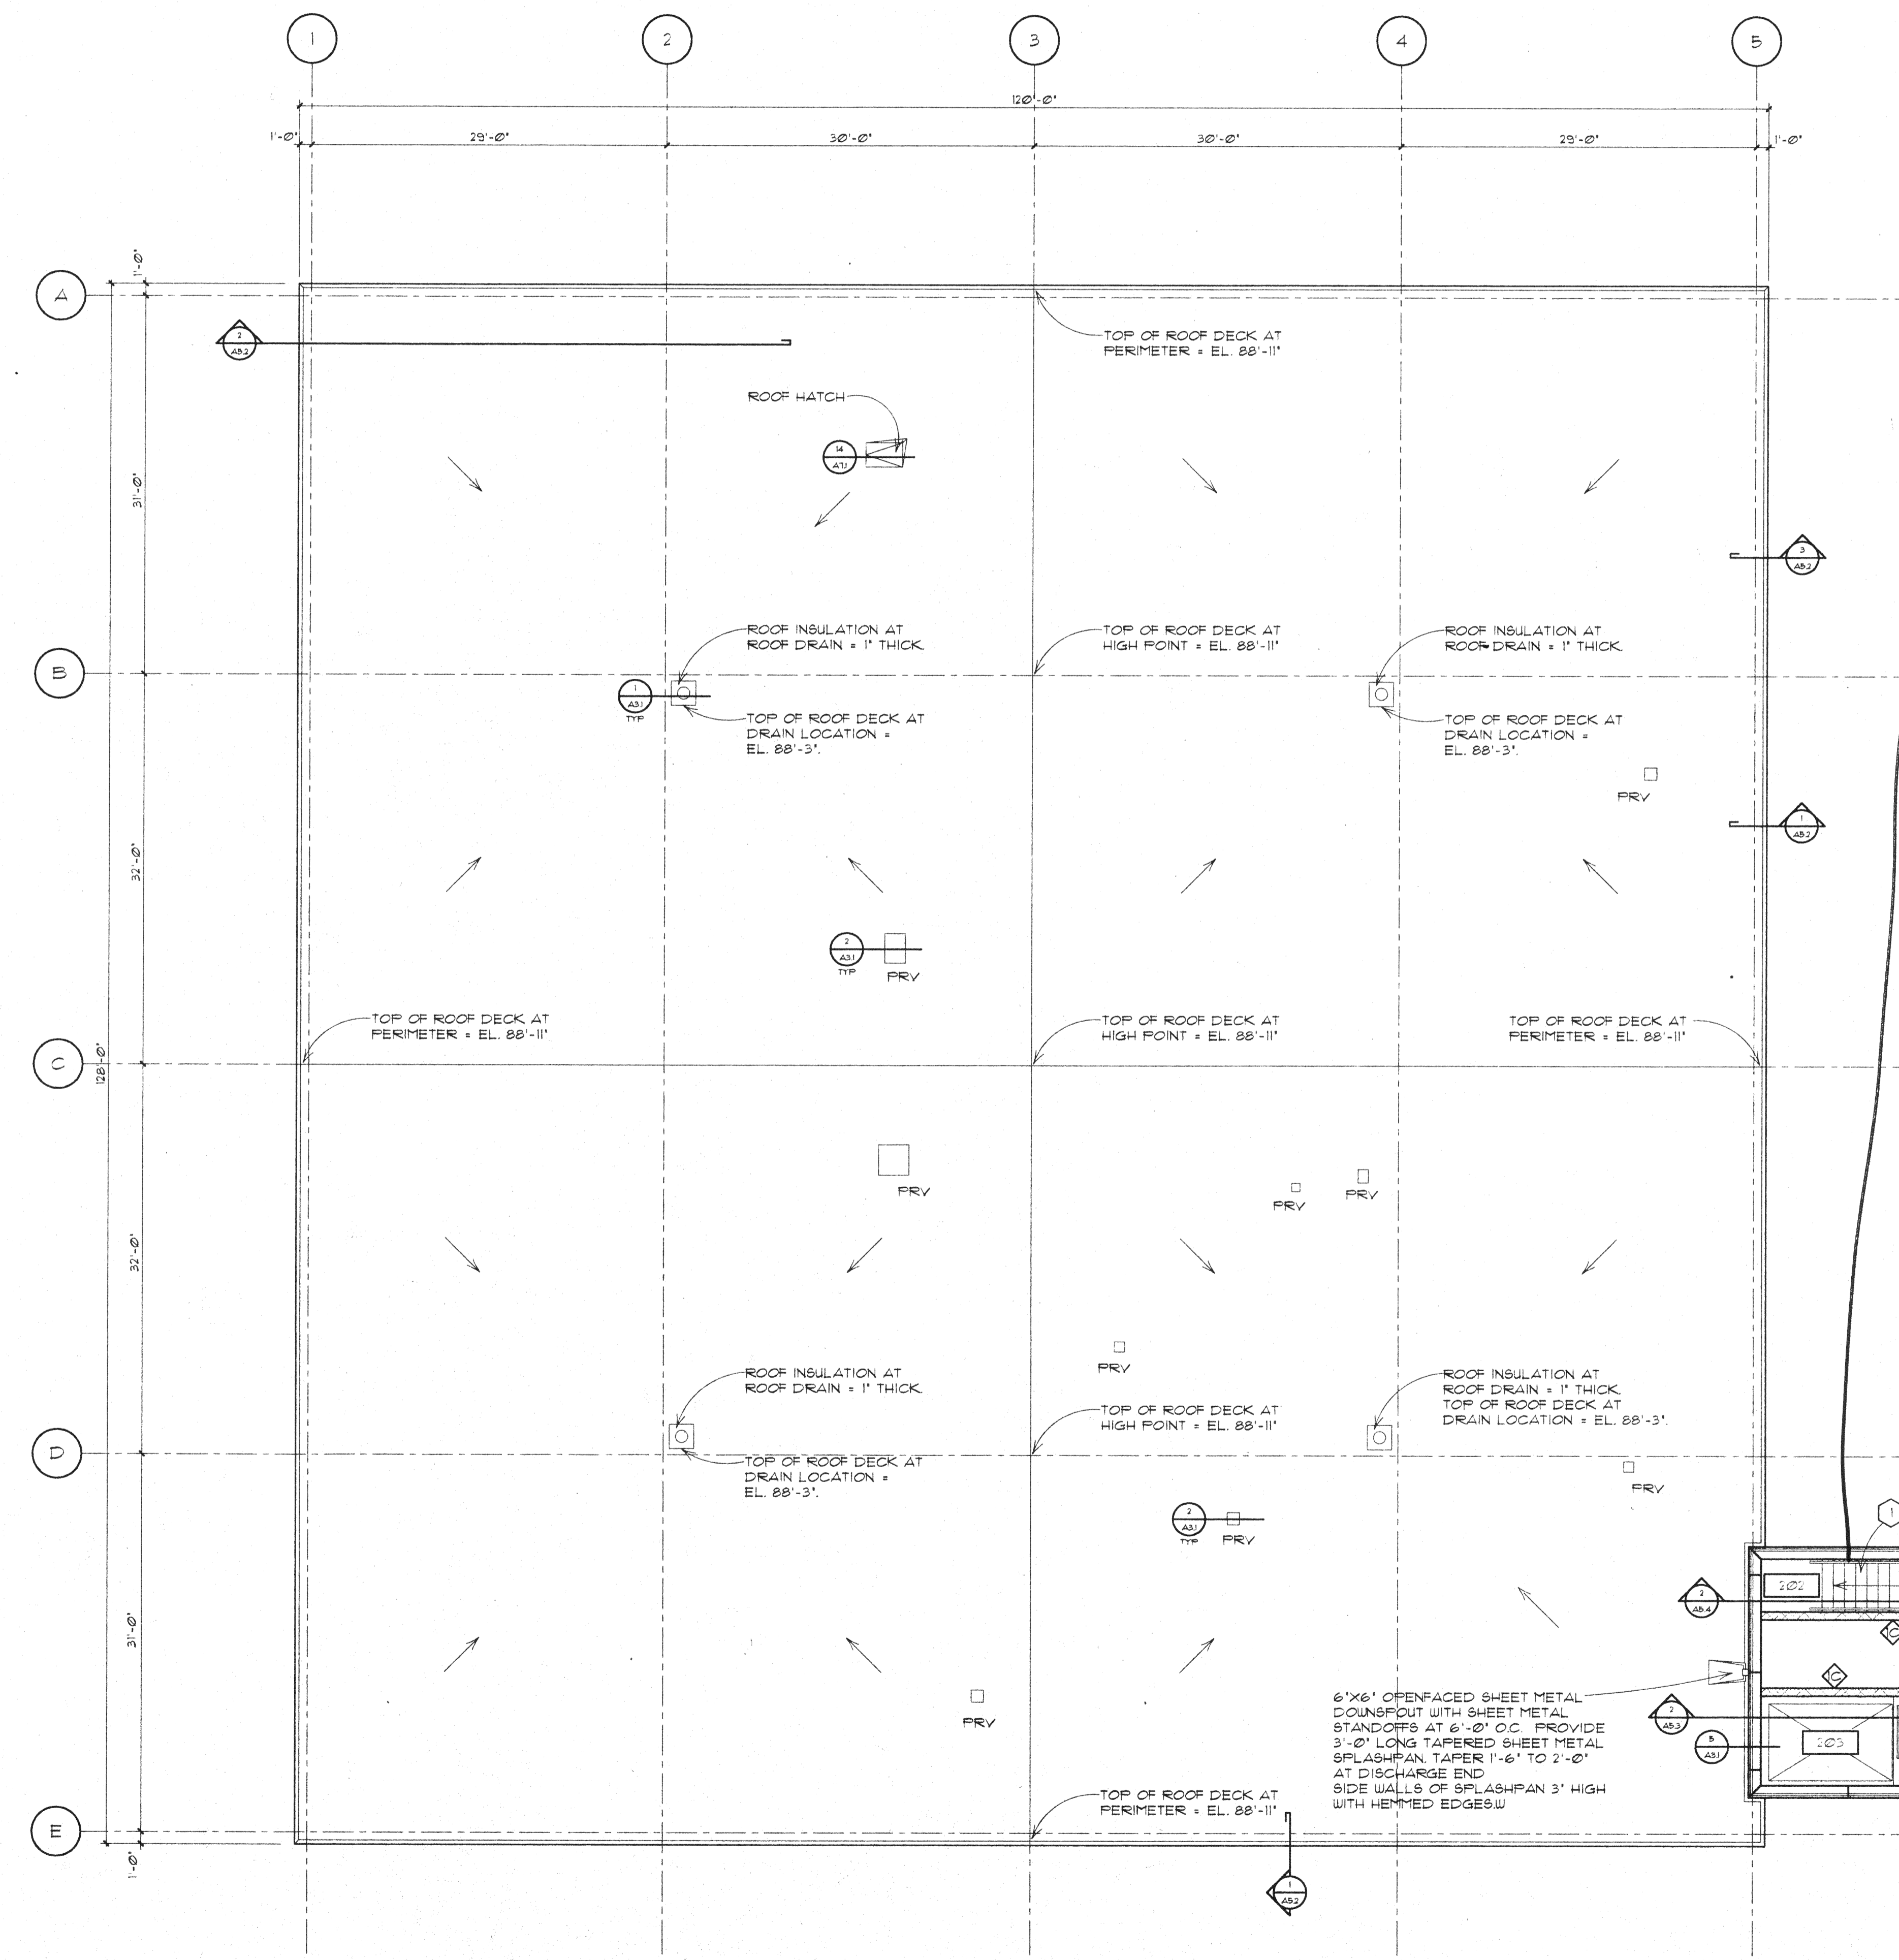 1
2
3
4
5
120'-0"
1'-0"
29'-0"
30'-0"
30'-0"
29'-0"
1'-0"
1'-0"
A
TOP OF ROOF DECK AT
PERIMETER = EL. 88'-11"
2
A5.2
ROOF HATCH
14
A7.1
31'-0"
3
A5.2
ROOF INSULATION AT
ROOF DRAIN = 1" THICK.
TOP OF ROOF DECK AT
HIGH POINT = EL. 88'-11"
ROOF INSULATION AT
ROOF DRAIN = 1" THICK.
B
1
A3.1
TYP
TOP OF ROOF DECK AT
DRAIN LOCATION =
EL. 88'-3".
TOP OF ROOF DECK AT
DRAIN LOCATION =
EL. 88'-3".
PRV
1
A5.2
32'-0"
2
A3.1
TYP
PRV
TOP OF ROOF DECK AT
PERIMETER = EL. 88'-11"
TOP OF ROOF DECK AT
HIGH POINT = EL. 88'-11"
TOP OF ROOF DECK AT
PERIMETER = EL. 88'-11"
C
128'-0"
PRV
PRV
PRV
32'-0"
PRV
ROOF INSULATION AT
ROOF DRAIN = 1" THICK.
TOP OF ROOF DECK AT
HIGH POINT = EL. 88'-11"
ROOF INSULATION AT
ROOF DRAIN = 1" THICK.
TOP OF ROOF DECK AT
DRAIN LOCATION = EL. 88'-3".
D
TOP OF ROOF DECK AT
DRAIN LOCATION =
EL. 88'-3".
PRV
2
A3.1
TYP
PRV
1
202
2
A5.4
31'-0"
1C
1C
PRV
6"X6" OPENFACED SHEET METAL
DOWNSPOUT WITH SHEET METAL
STANDOFFS AT 6'-0" O.C. PROVIDE
3'-0" LONG TAPERED SHEET METAL
SPLASHPAN. TAPER 1'-6" TO 2'-0"
AT DISCHARGE END
SIDE WALLS OF SPLASHPAN 3" HIGH
WITH HEMMED EDGES.W
2
A5.3
5
A3.1
203
TOP OF ROOF DECK AT
PERIMETER = EL. 88'-11"
E
1'-0"
1
A5.2